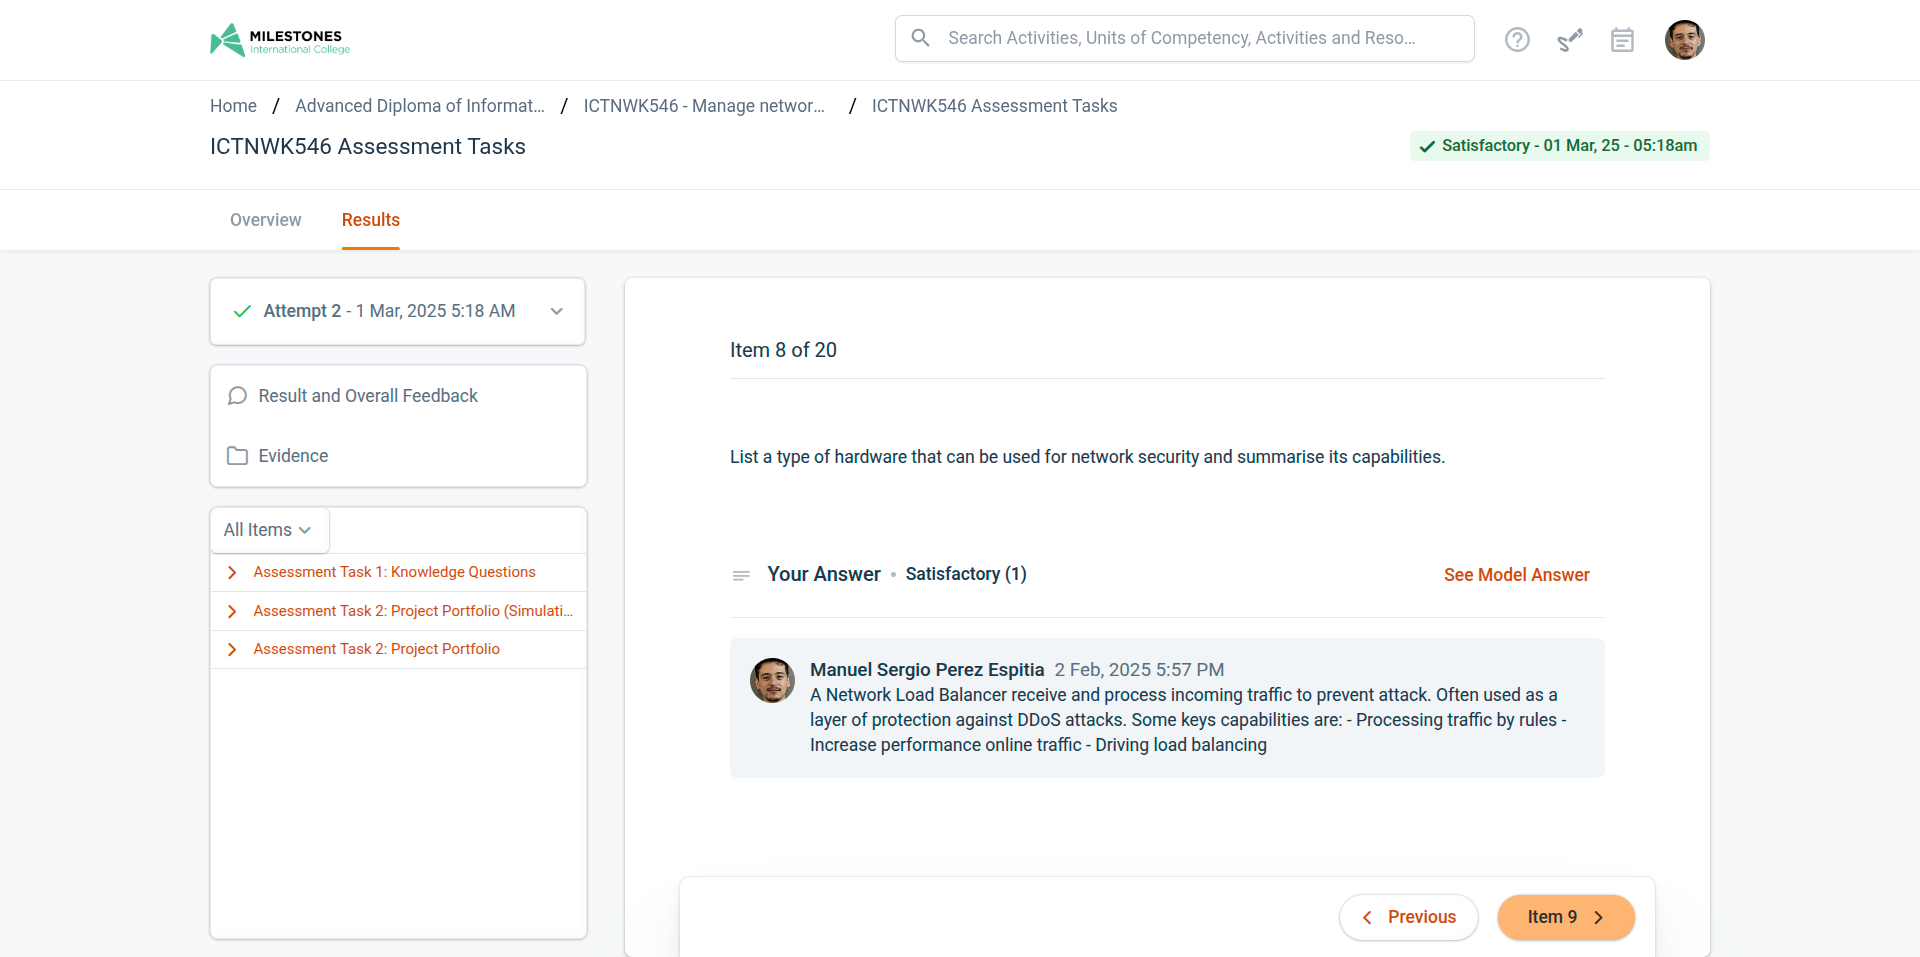 MILESTONES
International College
Search Activities, Units of Competency, Activities and Reso...
Home / Advanced Diploma of Informat... / ICTNWK546 - Manage networ... / ICTNWK546 Assessment Tasks
ICTNWK546 Assessment Tasks
Satisfactory - 01 Mar, 25 - 05:18am
Overview
Results
Attempt 2 - 1 Mar, 2025 5:18 AM
Result and Overall Feedback
Evidence
All Items
Assessment Task 1: Knowledge Questions
Assessment Task 2: Project Portfolio (Simulati...
Assessment Task 2: Project Portfolio
Item 8 of 20
List a type of hardware that can be used for network security and summarise its capabilities.
Your Answer • Satisfactory (1)
See Model Answer
Manuel Sergio Perez Espitia 2 Feb, 2025 5:57 PM
A Network Load Balancer receive and process incoming traffic to prevent attack. Often used as a
layer of protection against DDoS attacks. Some keys capabilities are: - Processing traffic by rules -
Increase performance online traffic - Driving load balancing
Previous
Item 9